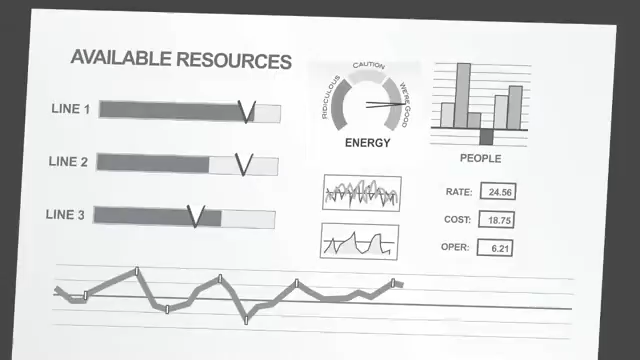 AVAILABLE RESOURCES
LINE 1
LINE 2
LINE 3
RIDICULOUS
CAUTION
WE'RE GOOD
ENERGY
PEOPLE
RATE: 24.56
COST: 18.75
OPER: 6.21